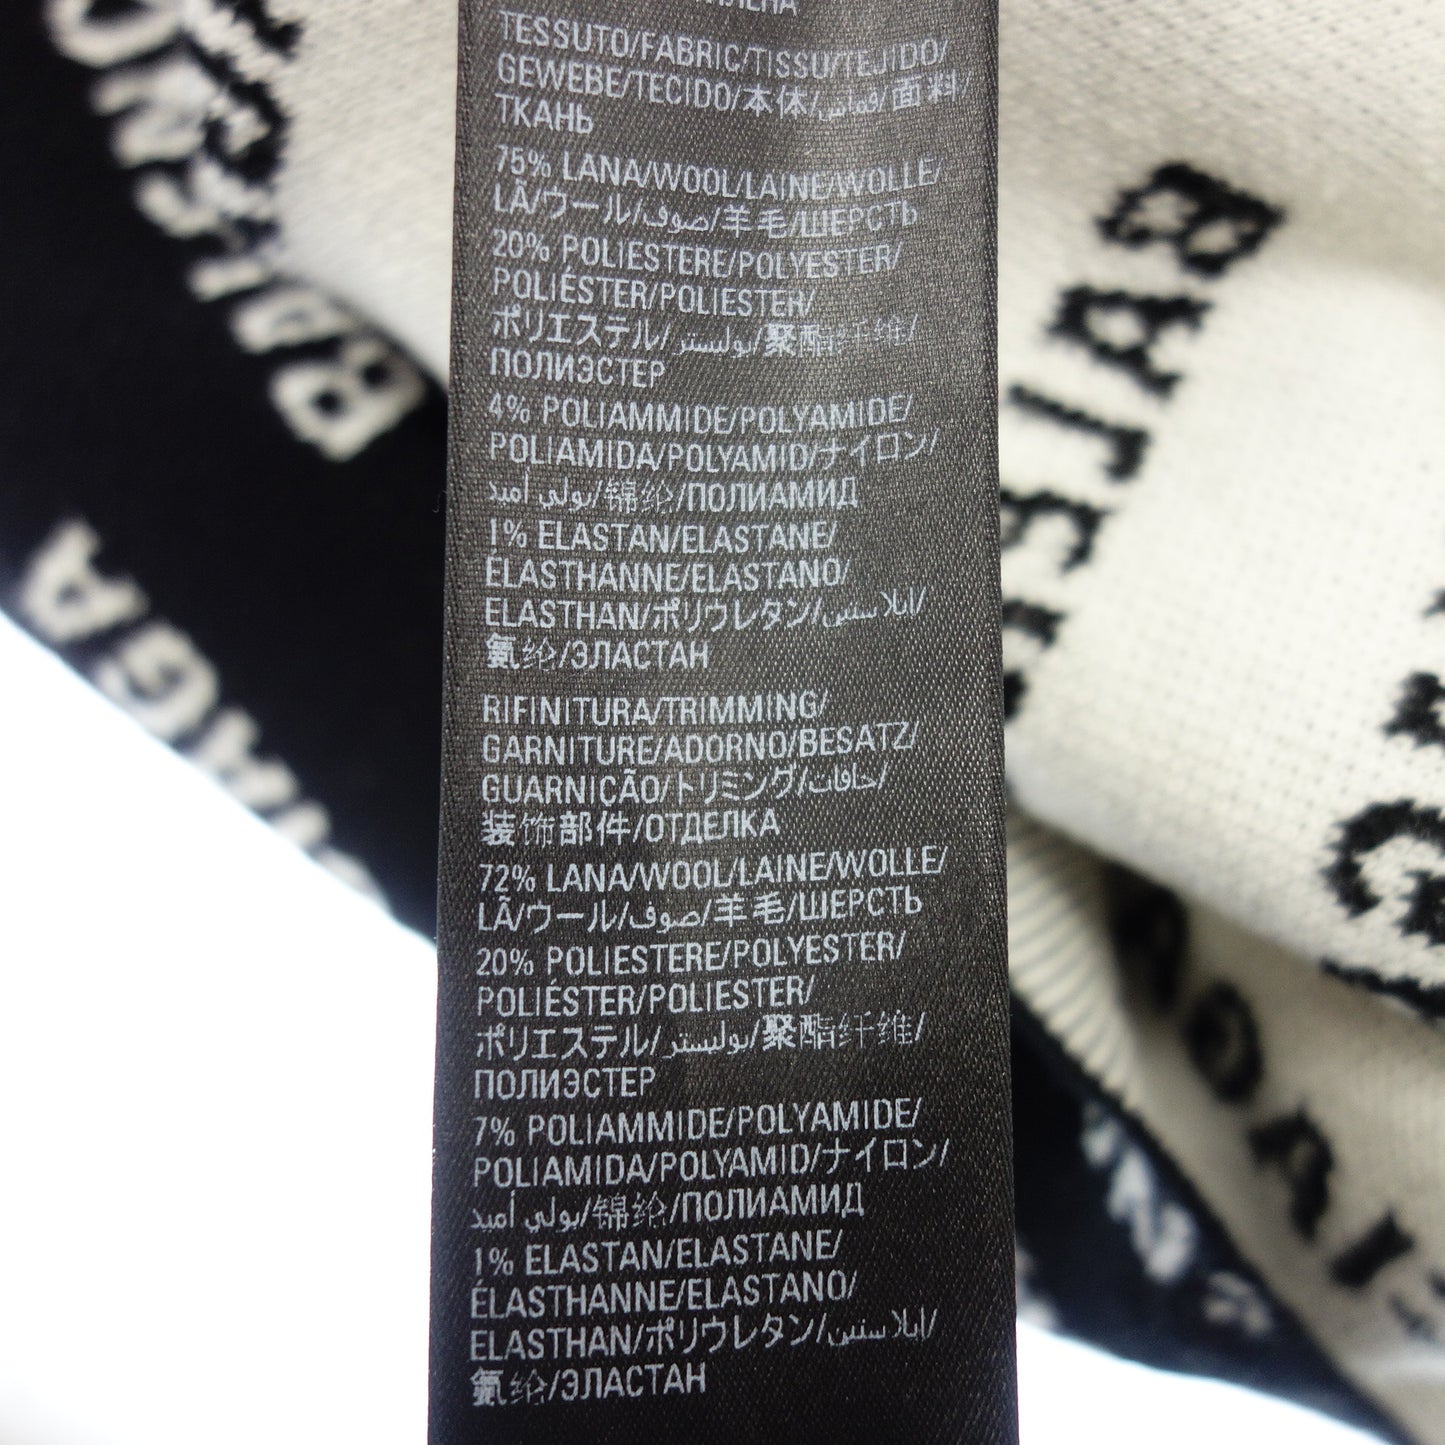 TESSUTO/FABRIC/TISSU/TEJIDO/
GEWEBE/TECIDO/本体/قماش/面料/
ТКАНЬ
75% LANA/WOOL/LAINE/WOLLE/
LÃ/ウール/صوف/羊毛/ШЕРСТЬ
20% POLIESTERE/POLYESTER/
POLIÉSTER/POLIESTER/
ポリエステル/بوليستر/聚酯纤维/
ПОЛИЭСТЕР
4% POLIAMMIDE/POLYAMIDE/
POLIAMIDA/POLYAMID/ナイロン/
بولي أميد/锦纶/ПОЛИАМИД
1% ELASTAN/ELASTANE/
ÉLASTHANNE/ELASTANO/
ELASTHAN/ポリウレタン/إيلاستين/
氨纶/ЭЛАСТАН
RIFINITURA/TRIMMING/
GARNITURE/ADORNO/BESATZ/
GUARNIÇÃO/トリミング/حافات/
装饰部件/ОТДЕЛКА
72% LANA/WOOL/LAINE/WOLLE/
LÃ/ウール/صوف/羊毛/ШЕРСТЬ
20% POLIESTERE/POLYESTER/
POLIÉSTER/POLIESTER/
ポリエステル/بوليستر/聚酯纤维/
ПОЛИЭСТЕР
7% POLIAMMIDE/POLYAMIDE/
POLIAMIDA/POLYAMID/ナイロン/
بولي أميد/锦纶/ПОЛИАМИД
1% ELASTAN/ELASTANE/
ÉLASTHANNE/ELASTANO/
ELASTHAN/ポリウレタン/إيلاستين/
氨纶/ЭЛАСТАН